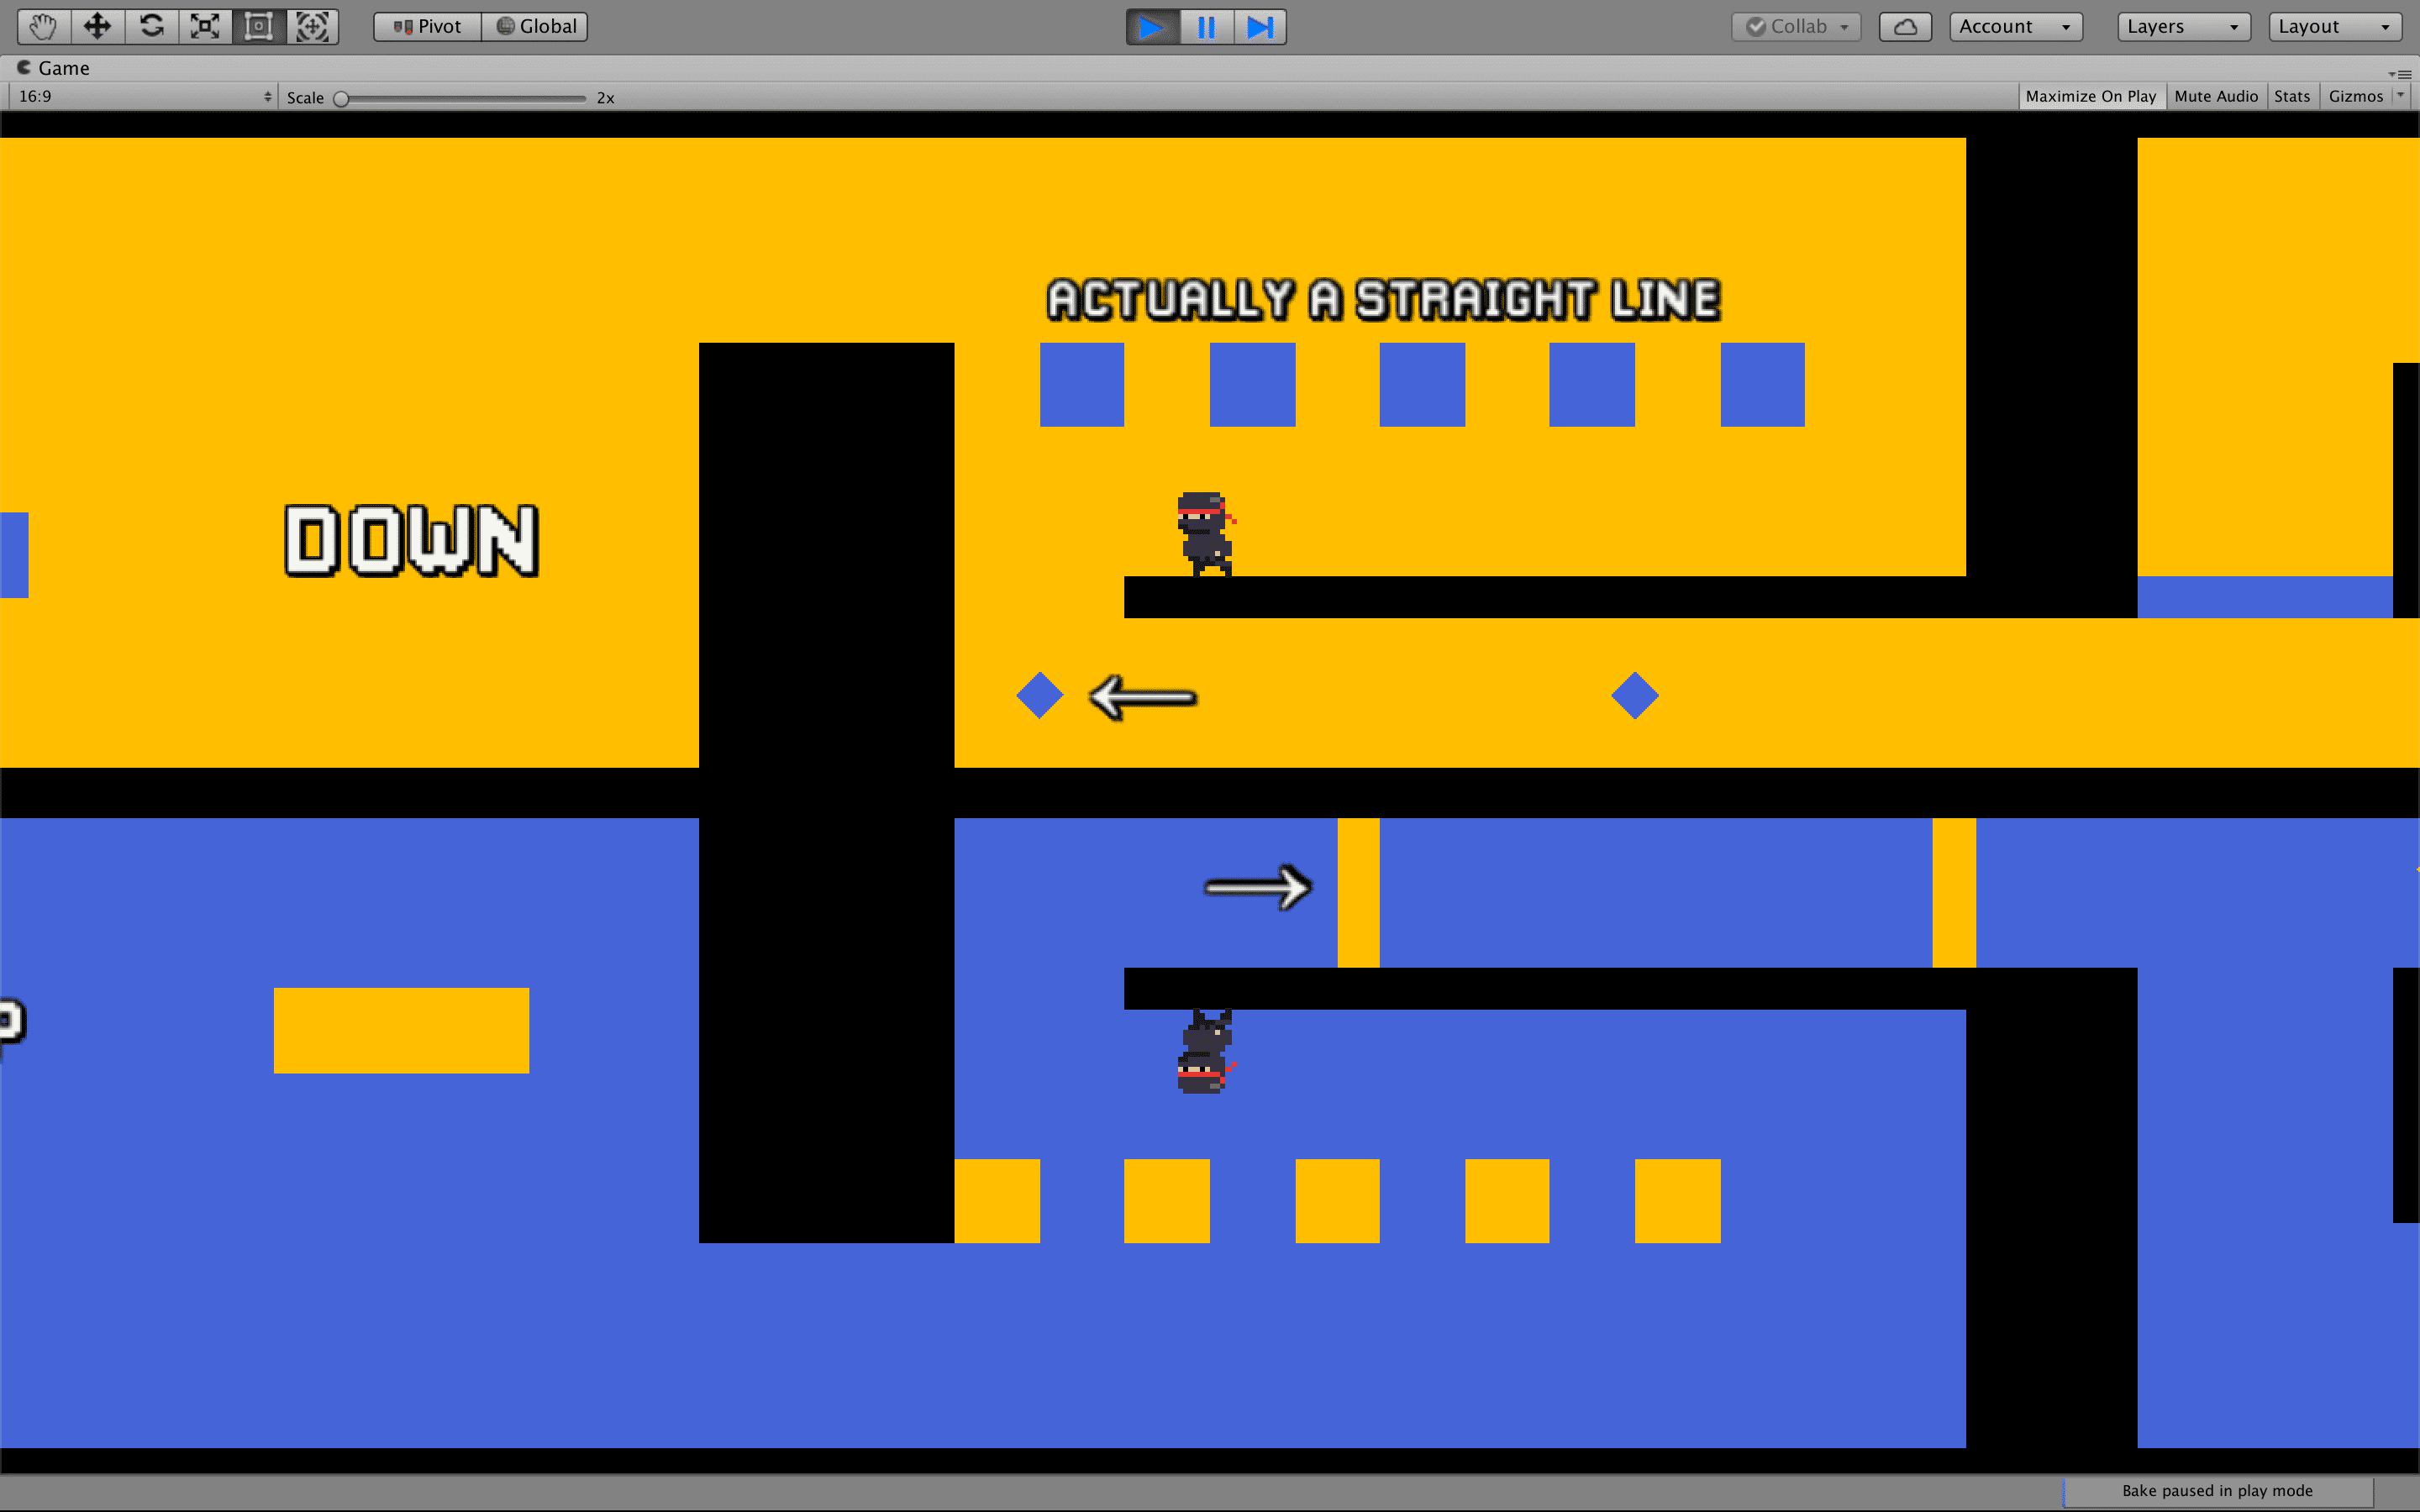 Pivot Global Collab Account Layers Layout
Game
16:9 Scale 2x Maximize On Play Mute Audio Stats Gizmos
ACTUALLY A STRAIGHT LINE
DOWN
P
Bake paused in play mode